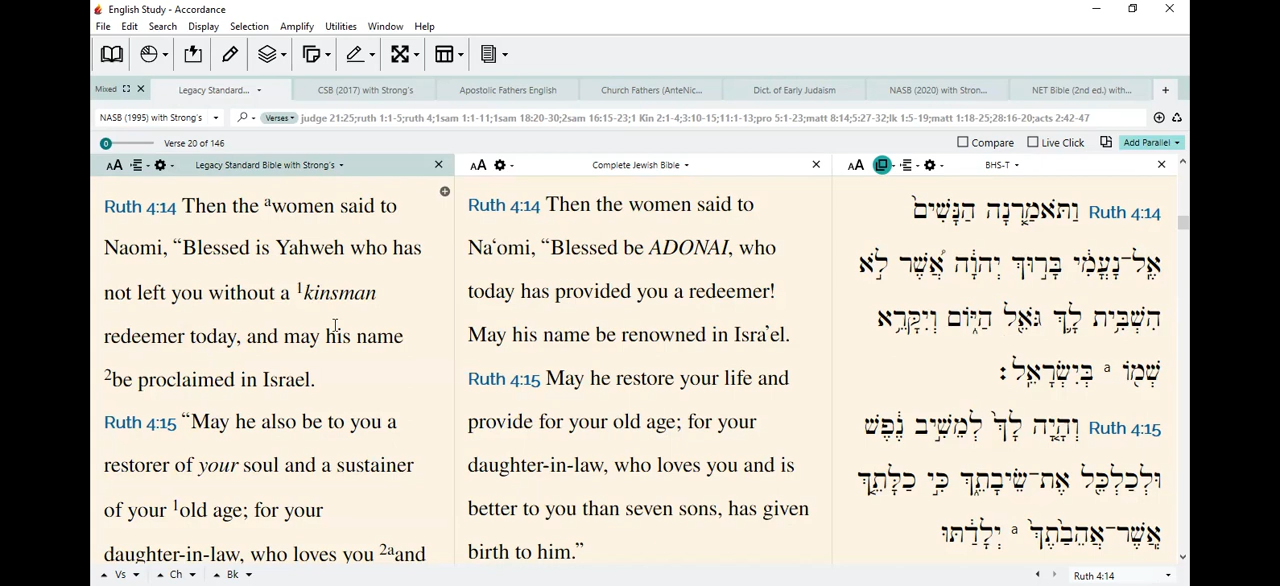 English Study - Accordance
File Edit Search Display Selection Amplify Utilities Window Help
Mixed Legacy Standard... CSB (2017) with Strong's Apostolic Fathers English Church Fathers (AnteNic... Dict. of Early Judaism NASB (2020) with Stron... NET Bible (2nd ed.) with...
NASB (1995) with Strong's Verses judge 21:25;ruth 1:1-5;ruth 4;1sam 1:1-11;1sam 18:20-30;2sam 16:15-23;1 Kin 2:1-4;3:10-15;11:1-13;pro 5:1-23;matt 8:14;5:27-32;lk 1:5-19;matt 1:18-25;28:16-20;acts 2:42-47
0 Verse 20 of 146 Compare Live Click Add Parallel
Legacy Standard Bible with Strong's
Ruth 4:14 Then the ᵃwomen said to
Naomi, “Blessed is Yahweh who has
not left you without a ¹kinsman
redeemer today, and may his name
²be proclaimed in Israel.
Ruth 4:15 “May he also be to you a
restorer of your soul and a sustainer
of your ¹old age; for your
daughter-in-law, who loves you ²ᵃand
Complete Jewish Bible
Ruth 4:14 Then the women said to
Na‘omi, “Blessed be ADONAI, who
today has provided you a redeemer!
May his name be renowned in Isra’el.
Ruth 4:15 May he restore your life and
provide for your old age; for your
daughter-in-law, who loves you and is
better to you than seven sons, has given
birth to him.”
BHS-T
Ruth 4:14 וַתֹּאמַ֤רְנָה הַנָּשִׁים֙
אֶֽל־נָעֳמִ֔י בָּר֣וּךְ יְהוָ֔ה אֲ֠שֶׁר לֹ֣א
הִשְׁבִּ֥ית לָ֛ךְ גֹּאֵ֖ל הַיּ֑וֹם וְיִקָּרֵ֥א
שְׁמ֖וֹ a בְּיִשְׂרָאֵֽל׃
Ruth 4:15 וְהָ֤יָה לָךְ֙ לְמֵשִׁ֣יב נֶ֔פֶשׁ
וּלְכַלְכֵּ֖ל אֶת־שֵׂיבָתֵ֑ךְ כִּ֣י כַלָּתֵ֤ךְ
אֲ‍ֽשֶׁר־אֲהֵבַ֙תֶךְ֙ a יְלָדַ֔תּוּ
Vs Ch Bk Ruth 4:14